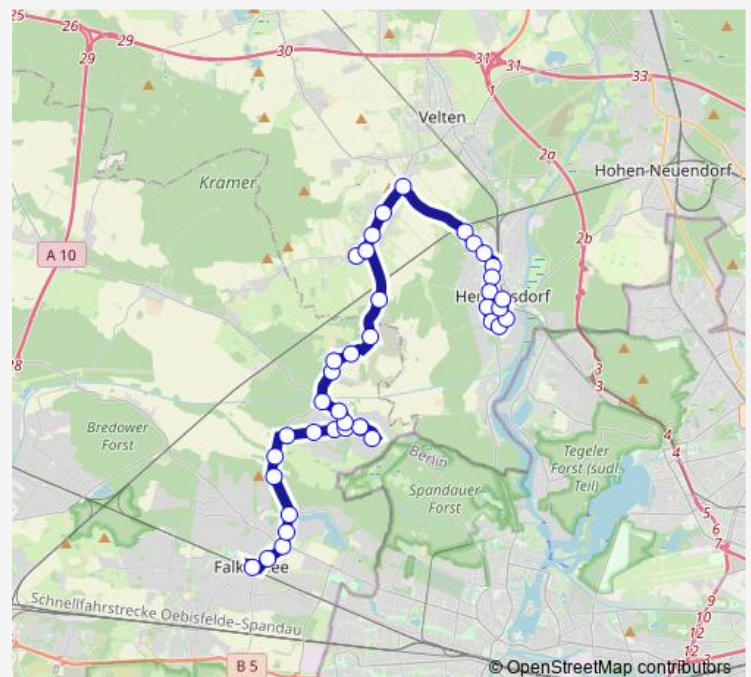 25
26
29
29
30
31
31
33
1
Velten
2a
Hohen Neuendorf
Kramer
2b
A 10
28
3
3
Bredower
Forst
Berlin
Spandauer
Forst
Tegeler
Forst (südl.
Teil)
4
4
5
6
7
Schnellfahrstrecke Oebisfelde–Spandau
9
10
12
B 5
© OpenStreetMap contributors